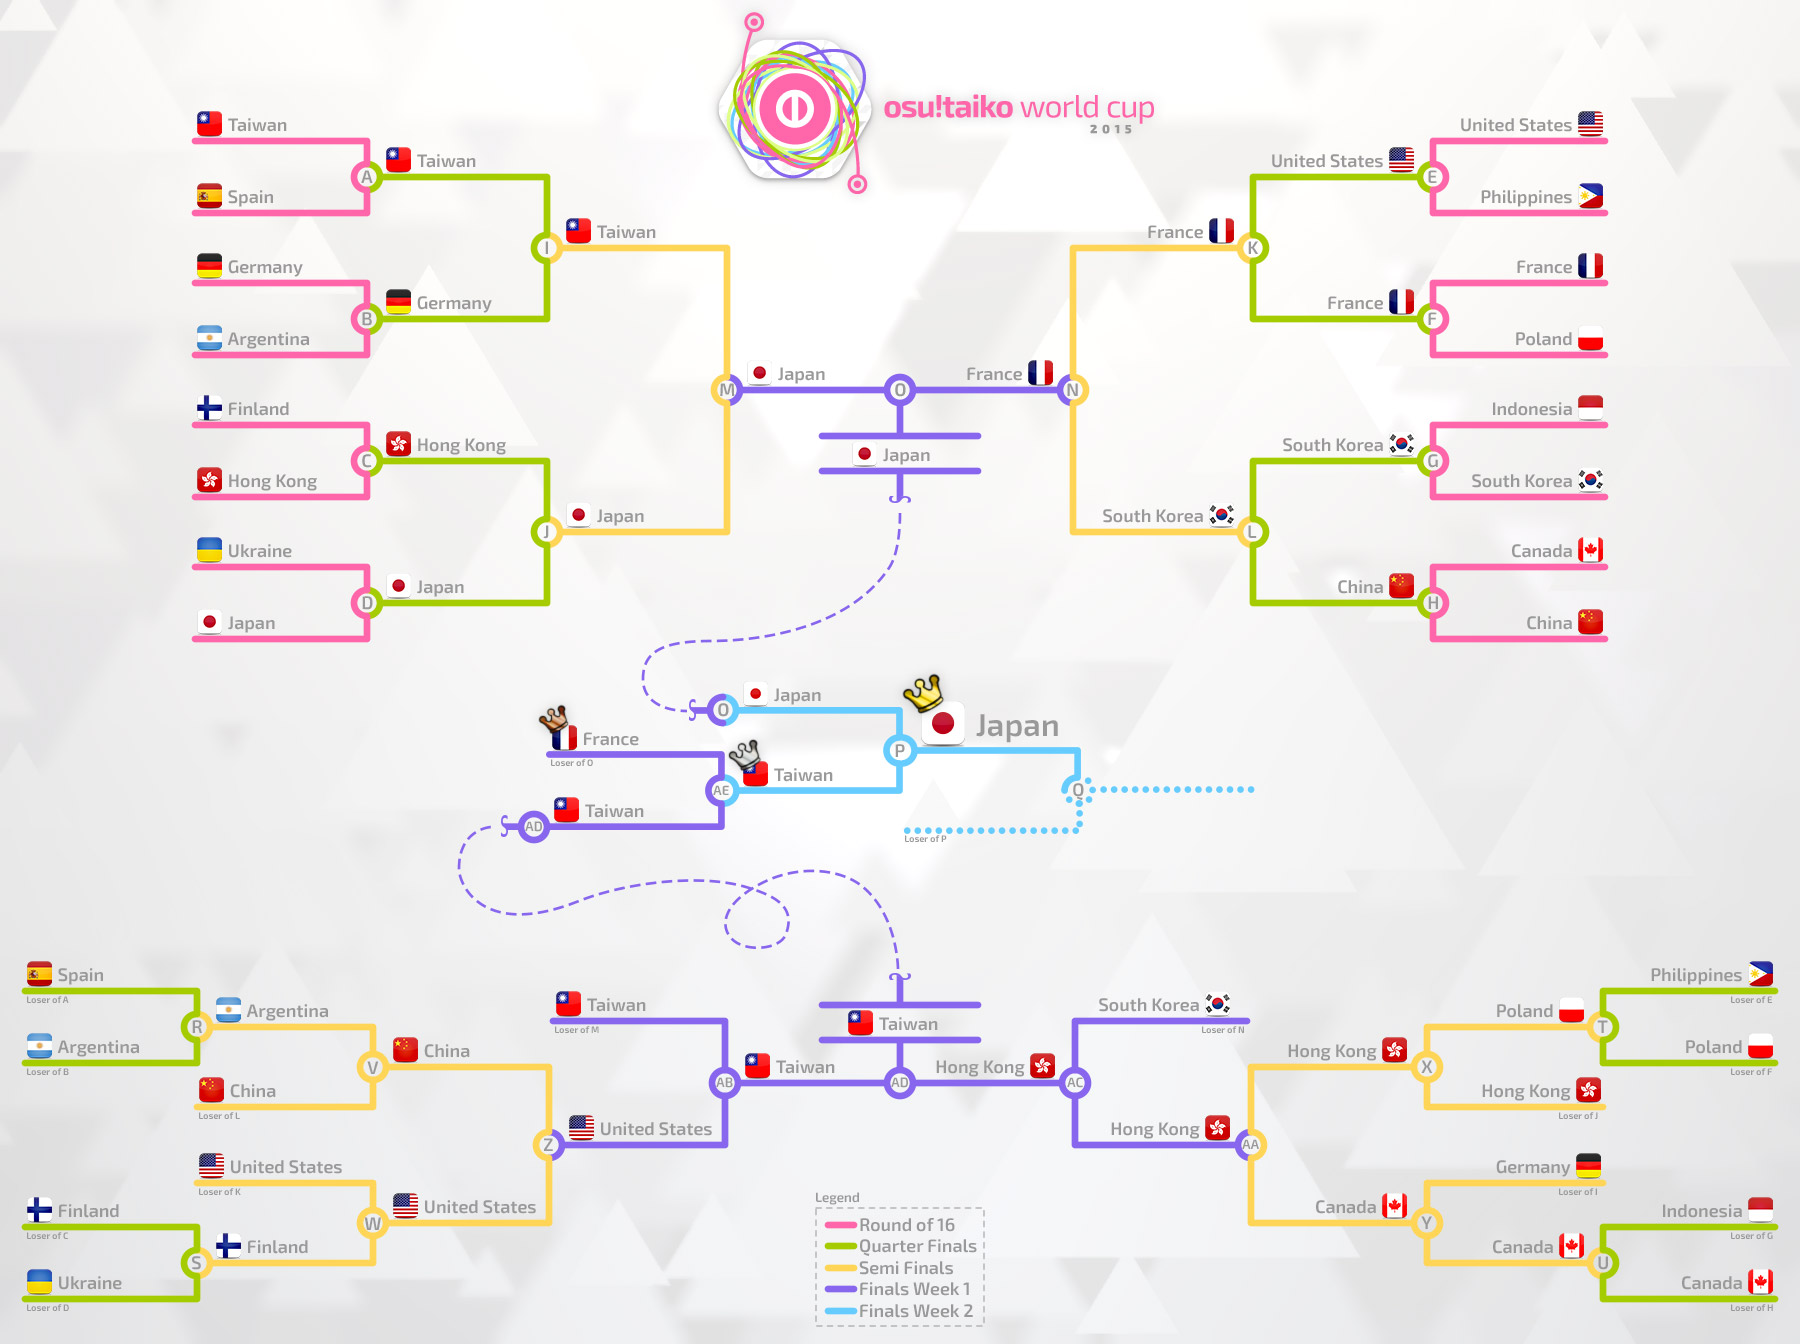 osu!taiko world cup
2015
Taiwan
A
Taiwan
Spain
I
Taiwan
Germany
B
Germany
Argentina
Finland
C
Hong Kong
Hong Kong
J
Japan
Ukraine
D
Japan
Japan
M
Japan
O
France
N
Japan
United States
United States
E
Philippines
France
K
France
France
F
Poland
Indonesia
South Korea
G
South Korea
South Korea
L
Canada
China
H
China
O
Japan
France
Loser of O
AE
Taiwan
AD
Taiwan
P
Japan
Q
Loser of P
Spain
Loser of A
R
Argentina
Argentina
Loser of B
V
China
China
Loser of L
United States
Loser of K
W
United States
Finland
Loser of C
S
Finland
Ukraine
Loser of D
Z
United States
Taiwan
Loser of M
AB
Taiwan
Taiwan
AD
Hong Kong
AC
South Korea
Loser of N
Hong Kong
AA
Hong Kong
X
Poland
T
Philippines
Loser of E
Poland
Loser of F
Hong Kong
Loser of J
Germany
Loser of I
Canada
Y
Canada
U
Indonesia
Loser of G
Canada
Loser of H
Legend
Round of 16
Quarter Finals
Semi Finals
Finals Week 1
Finals Week 2